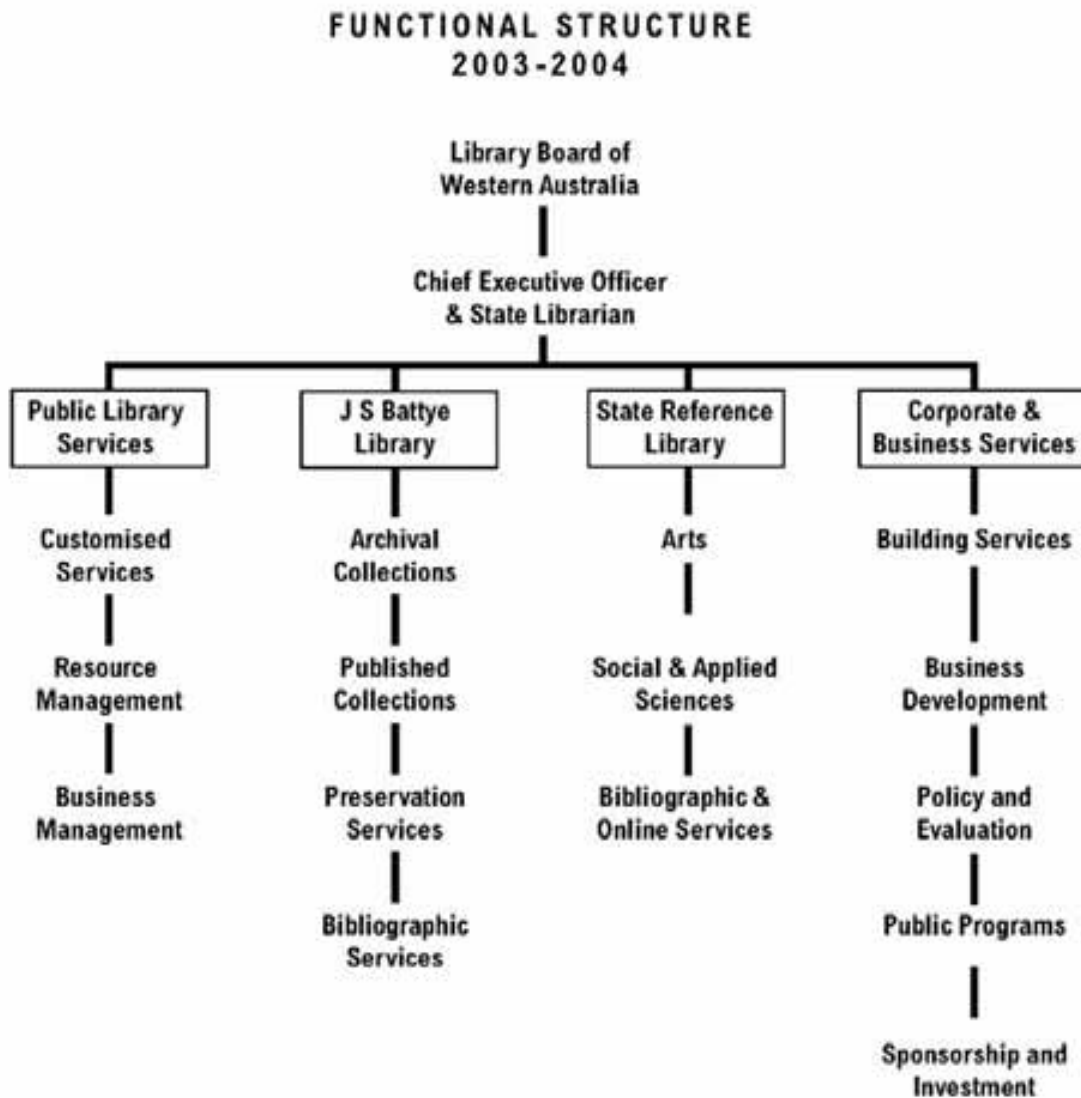 FUNCTIONAL STRUCTURE
2003-2004
Library Board of
Western Australia
Chief Executive Officer
& State Librarian
Public Library
Services
J S Battye
Library
State Reference
Library
Corporate &
Business Services
Customised
Services
Resource
Management
Business
Management
Archival
Collections
Published
Collections
Preservation
Services
Bibliographic
Services
Arts
Social & Applied
Sciences
Bibliographic &
Online Services
Building Services
Business
Development
Policy and
Evaluation
Public Programs
Sponsorship and
Investment